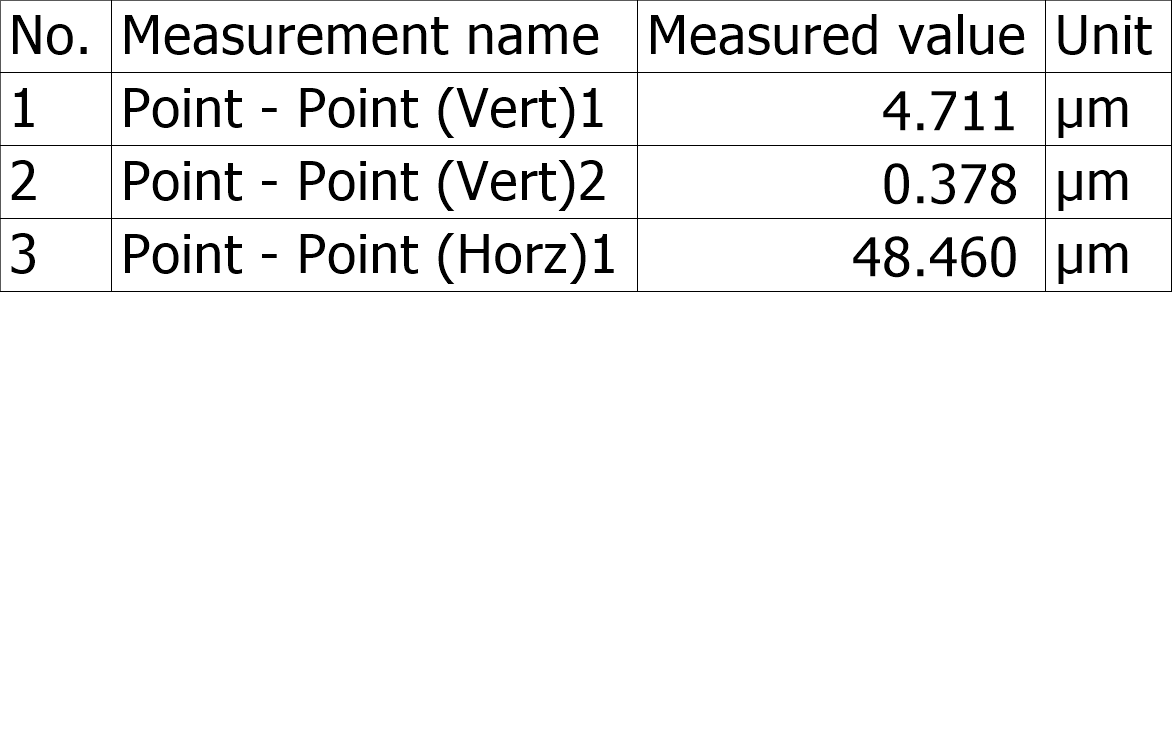 No. Measurement name Measured value Unit
1 Point - Point (Vert)1 4.711 µm
2 Point - Point (Vert)2 0.378 µm
3 Point - Point (Horz)1 48.460 µm